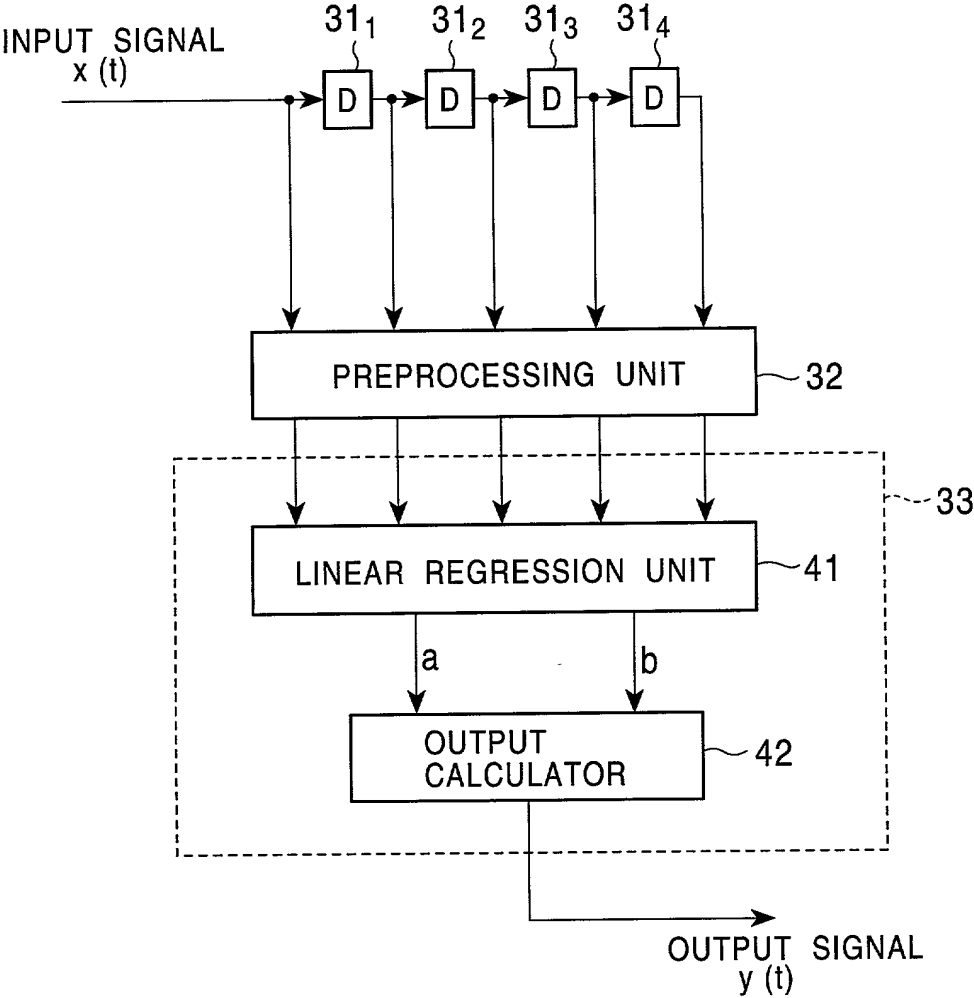 31₁ 31₂ 31₃ 31₄
INPUT SIGNAL
x (t)
D D D D
PREPROCESSING UNIT
32
33
LINEAR REGRESSION UNIT
41
a b
OUTPUT
CALCULATOR
42
OUTPUT SIGNAL
y (t)